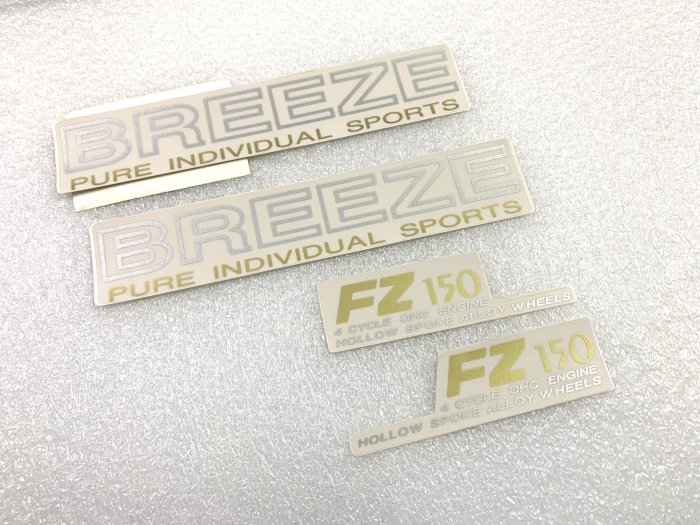 BREEZE
PURE INDIVIDUAL SPORTS
BREEZE
PURE INDIVIDUAL SPORTS
FZ 150
4 CYCLE OHC ENGINE
HOLLOW SPOKE ALLOY WHEELS
FZ 150
4 CYCLE OHC ENGINE
HOLLOW SPOKE ALLOY WHEELS